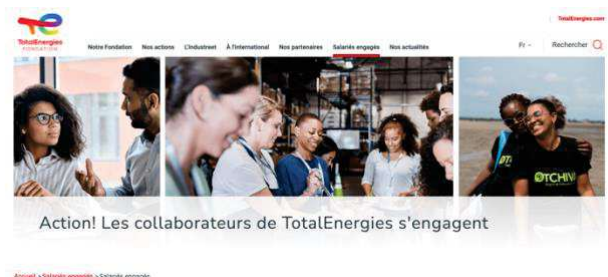 TotalEnergies.com
TotalEnergies
FONDATION
Notre Fondation Nos actions L'Industreet À l'international Nos partenaires Salariés engagés Nos actualités
Fr
Rechercher
OTCHIVA
Action! Les collaborateurs de TotalEnergies s'engagent
Accueil > Salariés engagés > Salariés engagés